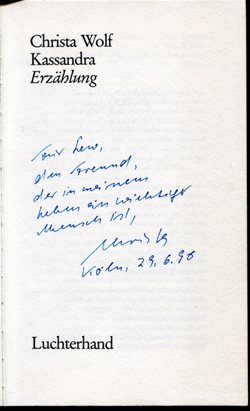 Christa Wolf
Kassandra
Erzählung
Für Lew,
den Freund,
der in meinem
Leben ein wichtiger
Mensch ist,
Christa
Köln, 29.6.90
Luchterhand